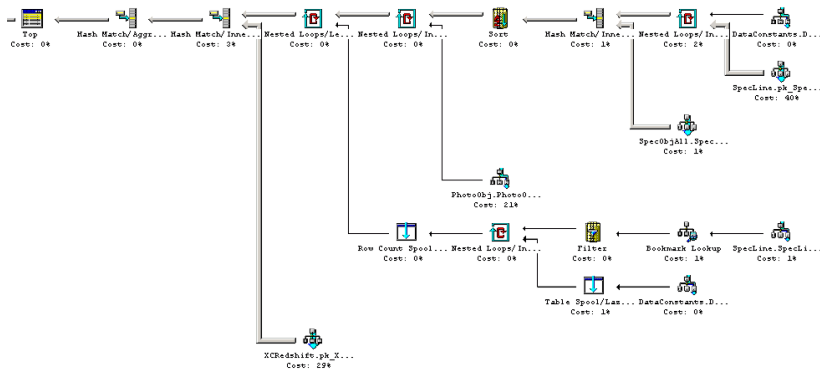 Top
Cost: 0%
Hash Match/Aggr...
Cost: 0%
Hash Match/Inne...
Cost: 3%
Nested Loops/Le...
Cost: 0%
Nested Loops/In...
Cost: 0%
Sort
Cost: 0%
Hash Match/Inne...
Cost: 1%
Nested Loops/In...
Cost: 2%
DataConstants.D...
Cost: 0%
SpecLine.pk_Spe...
Cost: 40%
SpecObjAll.Spec...
Cost: 1%
PhotoObj.PhotoO...
Cost: 21%
Row Count Spool...
Cost: 0%
Nested Loops/In...
Cost: 0%
Filter
Cost: 0%
Bookmark Lookup
Cost: 1%
SpecLine.SpecLi...
Cost: 1%
Table Spool/Laz...
Cost: 1%
DataConstants.D...
Cost: 0%
XCRedshift.pk_X...
Cost: 29%